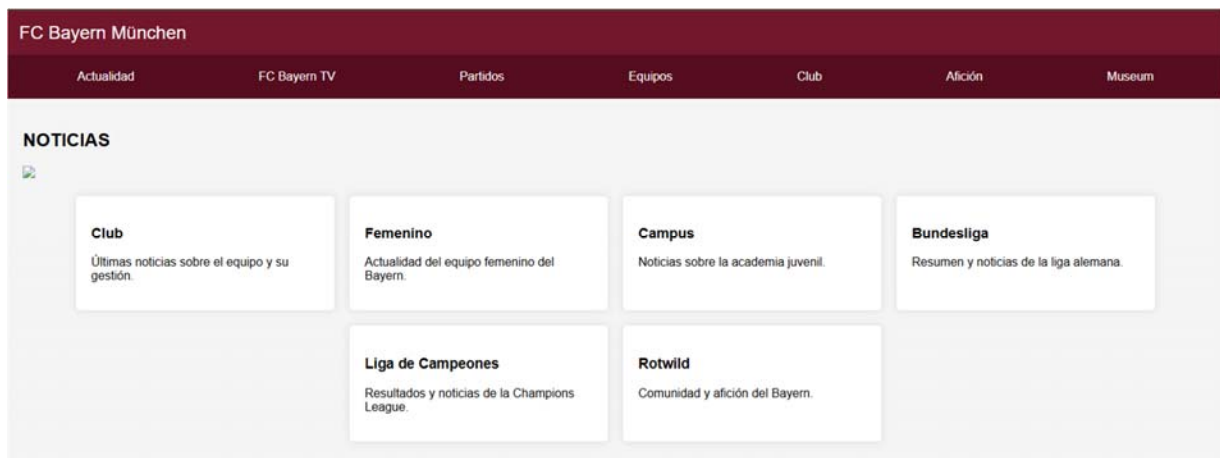 FC Bayern München
Actualidad FC Bayern TV Partidos Equipos Club Afición Museum
NOTICIAS
Club
Últimas noticias sobre el equipo y su
gestión.
Femenino
Actualidad del equipo femenino del
Bayern.
Campus
Noticias sobre la academia juvenil.
Bundesliga
Resumen y noticias de la liga alemana.
Liga de Campeones
Resultados y noticias de la Champions
League.
Rotwild
Comunidad y afición del Bayern.